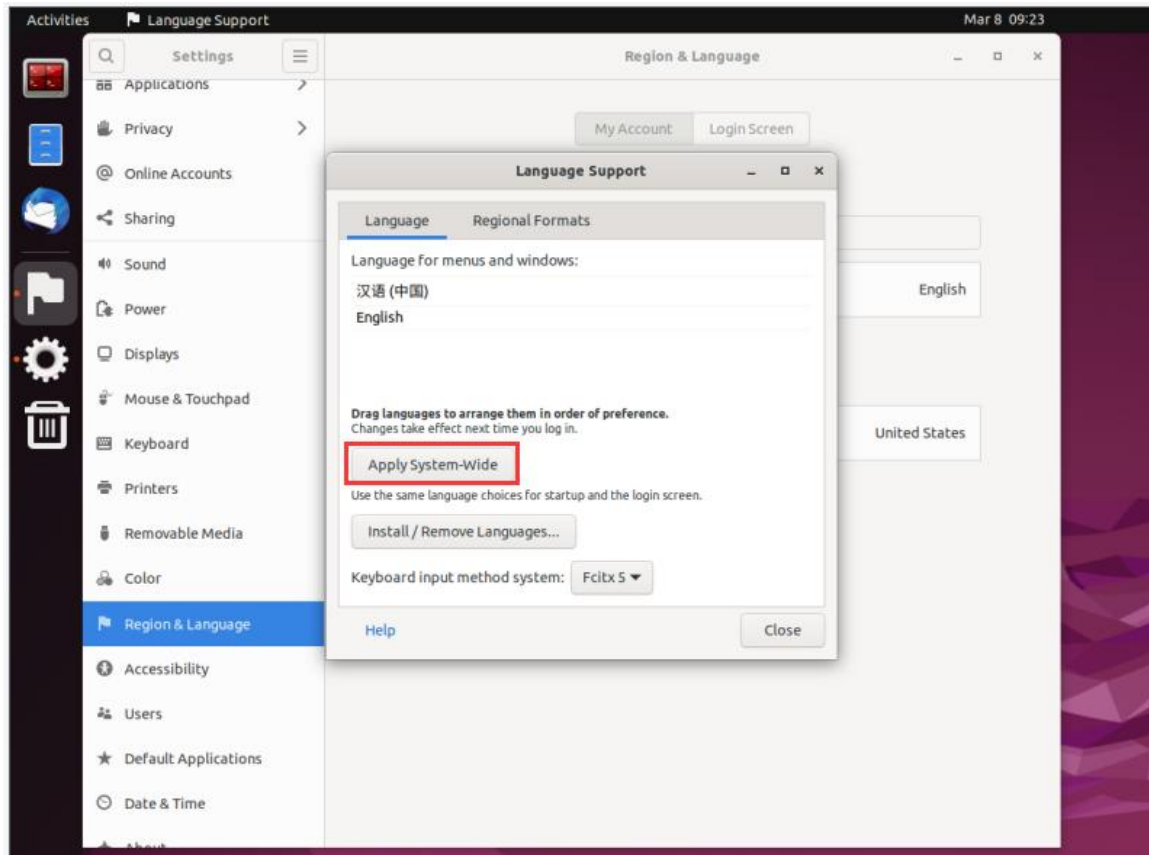 Activities
Language Support
Mar 8 09:23
Settings
Region & Language
Applications
Privacy
Online Accounts
Sharing
Sound
Power
Displays
Mouse & Touchpad
Keyboard
Printers
Removable Media
Color
Region & Language
Accessibility
Users
Default Applications
Date & Time
About
My Account
Login Screen
English
United States
Language Support
Language
Regional Formats
Language for menus and windows:
汉语 (中国)
English
Drag languages to arrange them in order of preference.
Changes take effect next time you log in.
Apply System-Wide
Use the same language choices for startup and the login screen.
Install / Remove Languages...
Keyboard input method system:
Fcitx 5
Help
Close